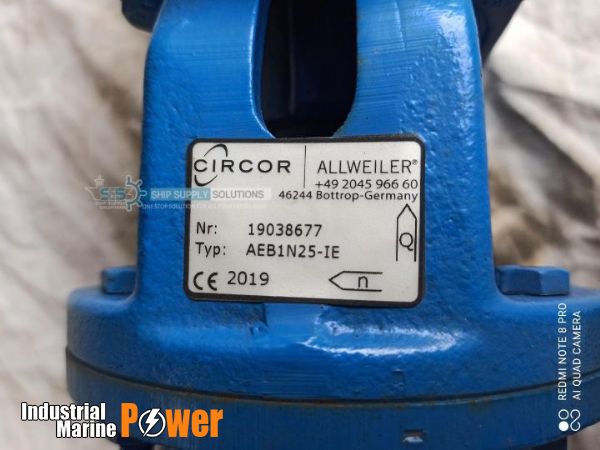 CIRCOR
ALLWEILER®
+49 2045 966 60
46244 Bottrop-Germany
SHIP SUPPLY SOLUTIONS
Nr: 19038677
Typ: AEB1N25-IE
Q
CE 2019
n
Industrial
Marine Power
REDMI NOTE 8 PRO
AI QUAD CAMERA